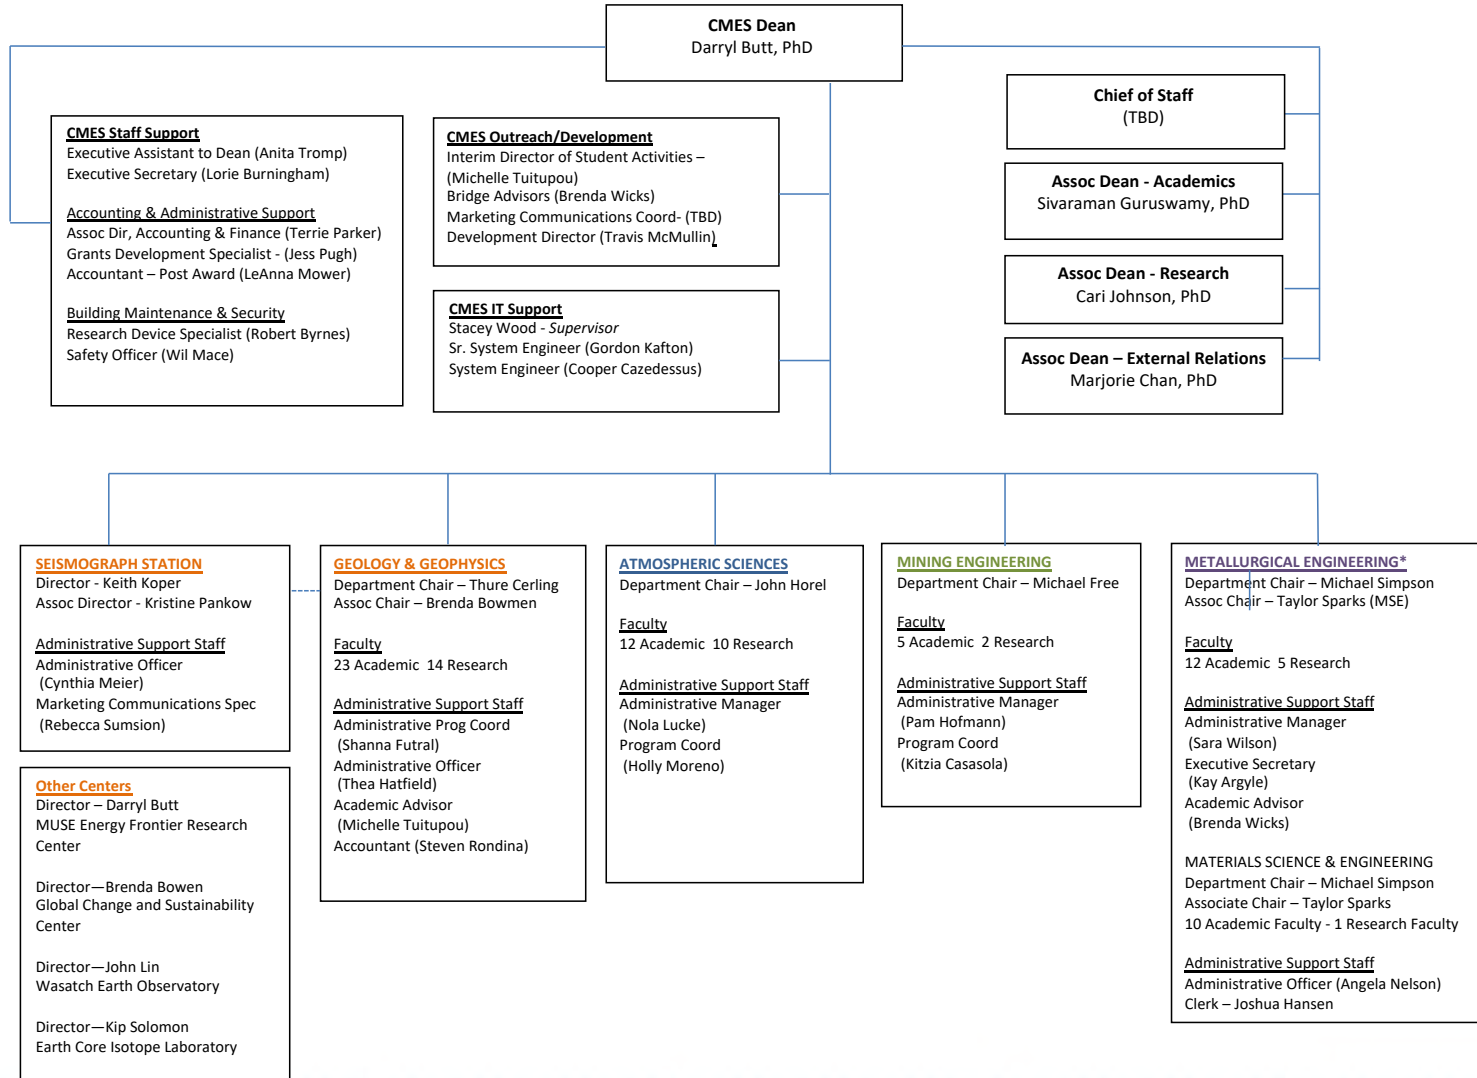 CMES Dean
Darryl Butt, PhD
CMES Staff Support
Executive Assistant to Dean (Anita Tromp)
Executive Secretary (Lorie Burningham)
Accounting & Administrative Support
Assoc Dir, Accounting & Finance (Terrie Parker)
Grants Development Specialist - (Jess Pugh)
Accountant – Post Award (LeAnna Mower)
Building Maintenance & Security
Research Device Specialist (Robert Byrnes)
Safety Officer (Wil Mace)
CMES Outreach/Development
Interim Director of Student Activities –
(Michelle Tuitupou)
Bridge Advisors (Brenda Wicks)
Marketing Communications Coord- (TBD)
Development Director (Travis McMullin)
CMES IT Support
Stacey Wood - Supervisor
Sr. System Engineer (Gordon Kafton)
System Engineer (Cooper Cazedessus)
Chief of Staff
(TBD)
Assoc Dean - Academics
Sivaraman Guruswamy, PhD
Assoc Dean - Research
Cari Johnson, PhD
Assoc Dean – External Relations
Marjorie Chan, PhD
SEISMOGRAPH STATION
Director - Keith Koper
Assoc Director - Kristine Pankow
Administrative Support Staff
Administrative Officer
(Cynthia Meier)
Marketing Communications Spec
(Rebecca Sumsion)
Other Centers
Director – Darryl Butt
MUSE Energy Frontier Research
Center
Director—Brenda Bowen
Global Change and Sustainability
Center
Director—John Lin
Wasatch Earth Observatory
Director—Kip Solomon
Earth Core Isotope Laboratory
GEOLOGY & GEOPHYSICS
Department Chair – Thure Cerling
Assoc Chair – Brenda Bowmen
Faculty
23 Academic 14 Research
Administrative Support Staff
Administrative Prog Coord
(Shanna Futral)
Administrative Officer
(Thea Hatfield)
Academic Advisor
(Michelle Tuitupou)
Accountant (Steven Rondina)
ATMOSPHERIC SCIENCES
Department Chair – John Horel
Faculty
12 Academic 10 Research
Administrative Support Staff
Administrative Manager
(Nola Lucke)
Program Coord
(Holly Moreno)
MINING ENGINEERING
Department Chair – Michael Free
Faculty
5 Academic 2 Research
Administrative Support Staff
Administrative Manager
(Pam Hofmann)
Program Coord
(Kitzia Casasola)
METALLURGICAL ENGINEERING*
Department Chair – Michael Simpson
Assoc Chair – Taylor Sparks (MSE)
Faculty
12 Academic 5 Research
Administrative Support Staff
Administrative Manager
(Sara Wilson)
Executive Secretary
(Kay Argyle)
Academic Advisor
(Brenda Wicks)
MATERIALS SCIENCE & ENGINEERING
Department Chair – Michael Simpson
Associate Chair – Taylor Sparks
10 Academic Faculty - 1 Research Faculty
Administrative Support Staff
Administrative Officer (Angela Nelson)
Clerk – Joshua Hansen